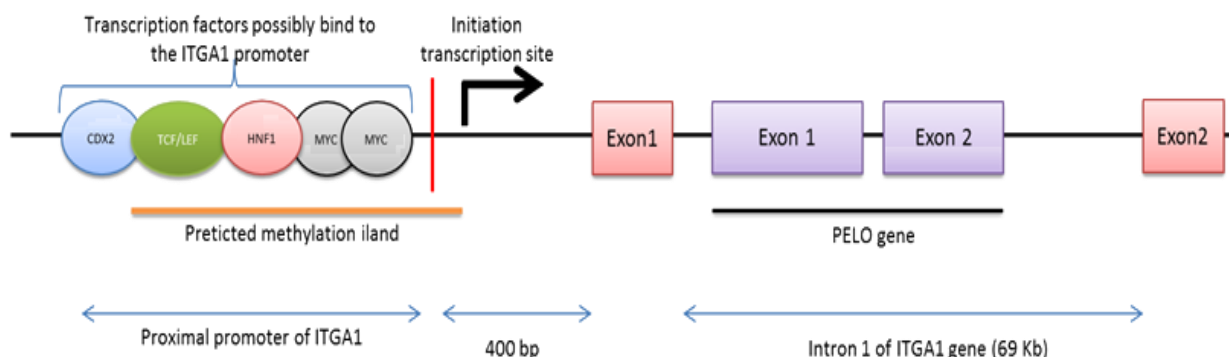 Transcription factors possibly bind to
the ITGA1 promoter
Initiation
transcription site
CDX2
TCF/LEF
HNF1
MYC
MYC
Exon1
Exon 1
Exon 2
Exon2
Preticted methylation iland
PELO gene
Proximal promoter of ITGA1
400 bp
Intron 1 of ITGA1 gene (69 Kb)